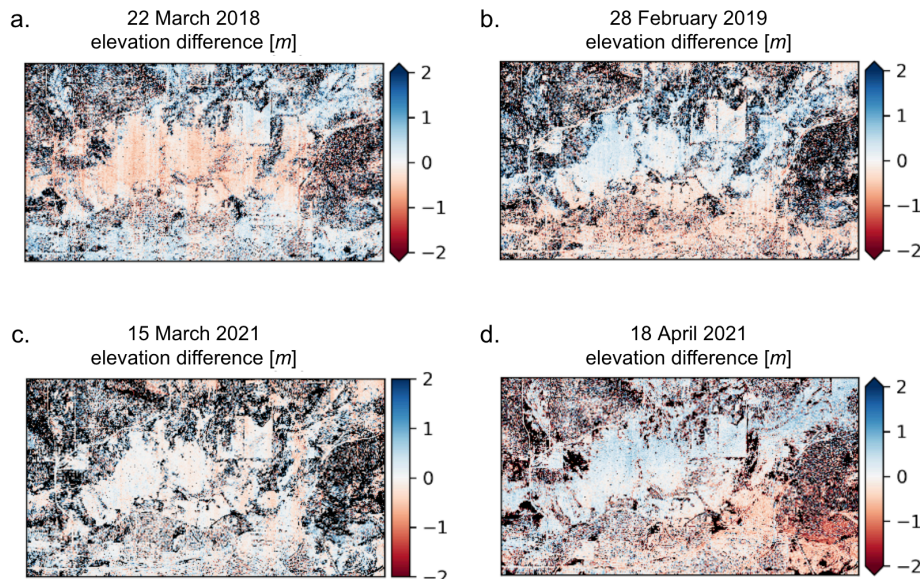 a.
22 March 2018
elevation difference [m]
2
1
0
−1
−2
b.
28 February 2019
elevation difference [m]
2
1
0
−1
−2
c.
15 March 2021
elevation difference [m]
2
1
0
−1
−2
d.
18 April 2021
elevation difference [m]
2
1
0
−1
−2